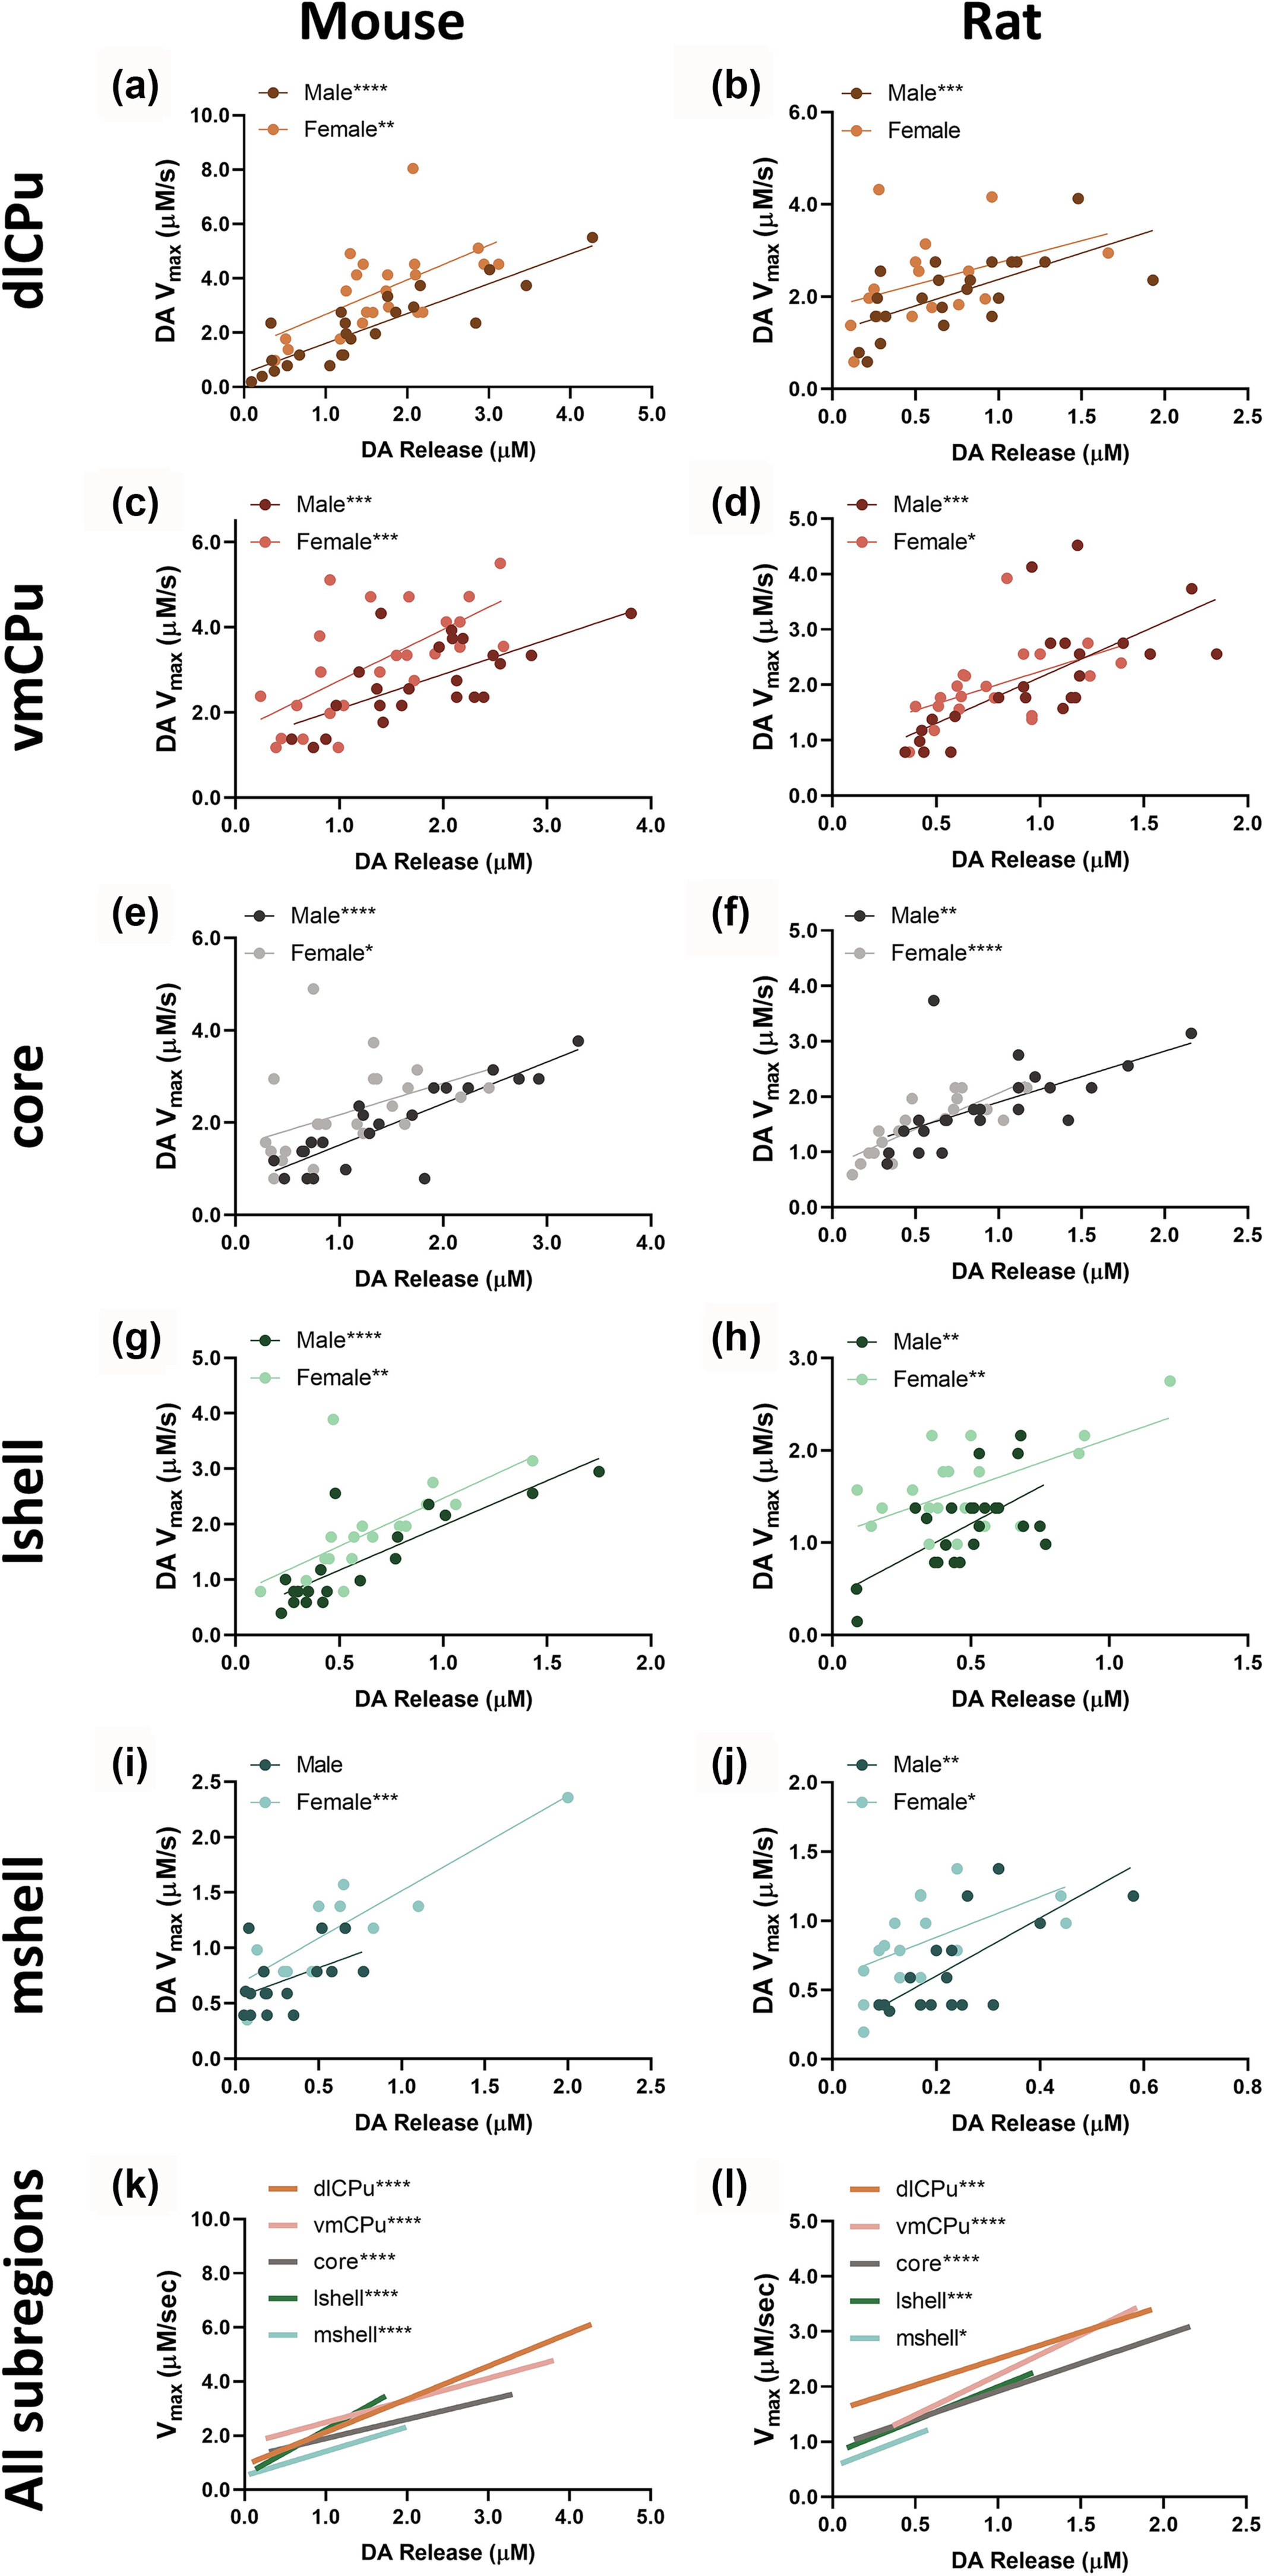 Mouse
Rat
dlCPu
(a)
Male****
Female**
DA Vmax (µM/s)
10.0
8.0
6.0
4.0
2.0
0.0
0.0 1.0 2.0 3.0 4.0 5.0
DA Release (µM)
(b)
Male***
Female
DA Vmax (µM/s)
6.0
4.0
2.0
0.0
0.0 0.5 1.0 1.5 2.0 2.5
DA Release (µM)
vmCPu
(c)
Male***
Female***
DA Vmax (µM/s)
6.0
4.0
2.0
0.0
0.0 1.0 2.0 3.0 4.0
DA Release (µM)
(d)
Male***
Female*
DA Vmax (µM/s)
5.0
4.0
3.0
2.0
1.0
0.0
0.0 0.5 1.0 1.5 2.0
DA Release (µM)
core
(e)
Male****
Female*
DA Vmax (µM/s)
6.0
4.0
2.0
0.0
0.0 1.0 2.0 3.0 4.0
DA Release (µM)
(f)
Male**
Female****
DA Vmax (µM/s)
5.0
4.0
3.0
2.0
1.0
0.0
0.0 0.5 1.0 1.5 2.0 2.5
DA Release (µM)
lshell
(g)
Male****
Female**
DA Vmax (µM/s)
5.0
4.0
3.0
2.0
1.0
0.0
0.0 0.5 1.0 1.5 2.0
DA Release (µM)
(h)
Male**
Female**
DA Vmax (µM/s)
3.0
2.0
1.0
0.0
0.0 0.5 1.0 1.5
DA Release (µM)
mshell
(i)
Male
Female***
DA Vmax (µM/s)
2.5
2.0
1.5
1.0
0.5
0.0
0.0 0.5 1.0 1.5 2.0 2.5
DA Release (µM)
(j)
Male**
Female*
DA Vmax (µM/s)
2.0
1.5
1.0
0.5
0.0
0.0 0.2 0.4 0.6 0.8
DA Release (µM)
All subregions
(k)
dlCPu****
vmCPu****
core****
lshell****
mshell****
Vmax (µM/sec)
10.0
8.0
6.0
4.0
2.0
0.0
0.0 1.0 2.0 3.0 4.0 5.0
DA Release (µM)
(l)
dlCPu***
vmCPu****
core****
lshell***
mshell*
Vmax (µM/sec)
5.0
4.0
3.0
2.0
1.0
0.0
0.0 0.5 1.0 1.5 2.0 2.5
DA Release (µM)